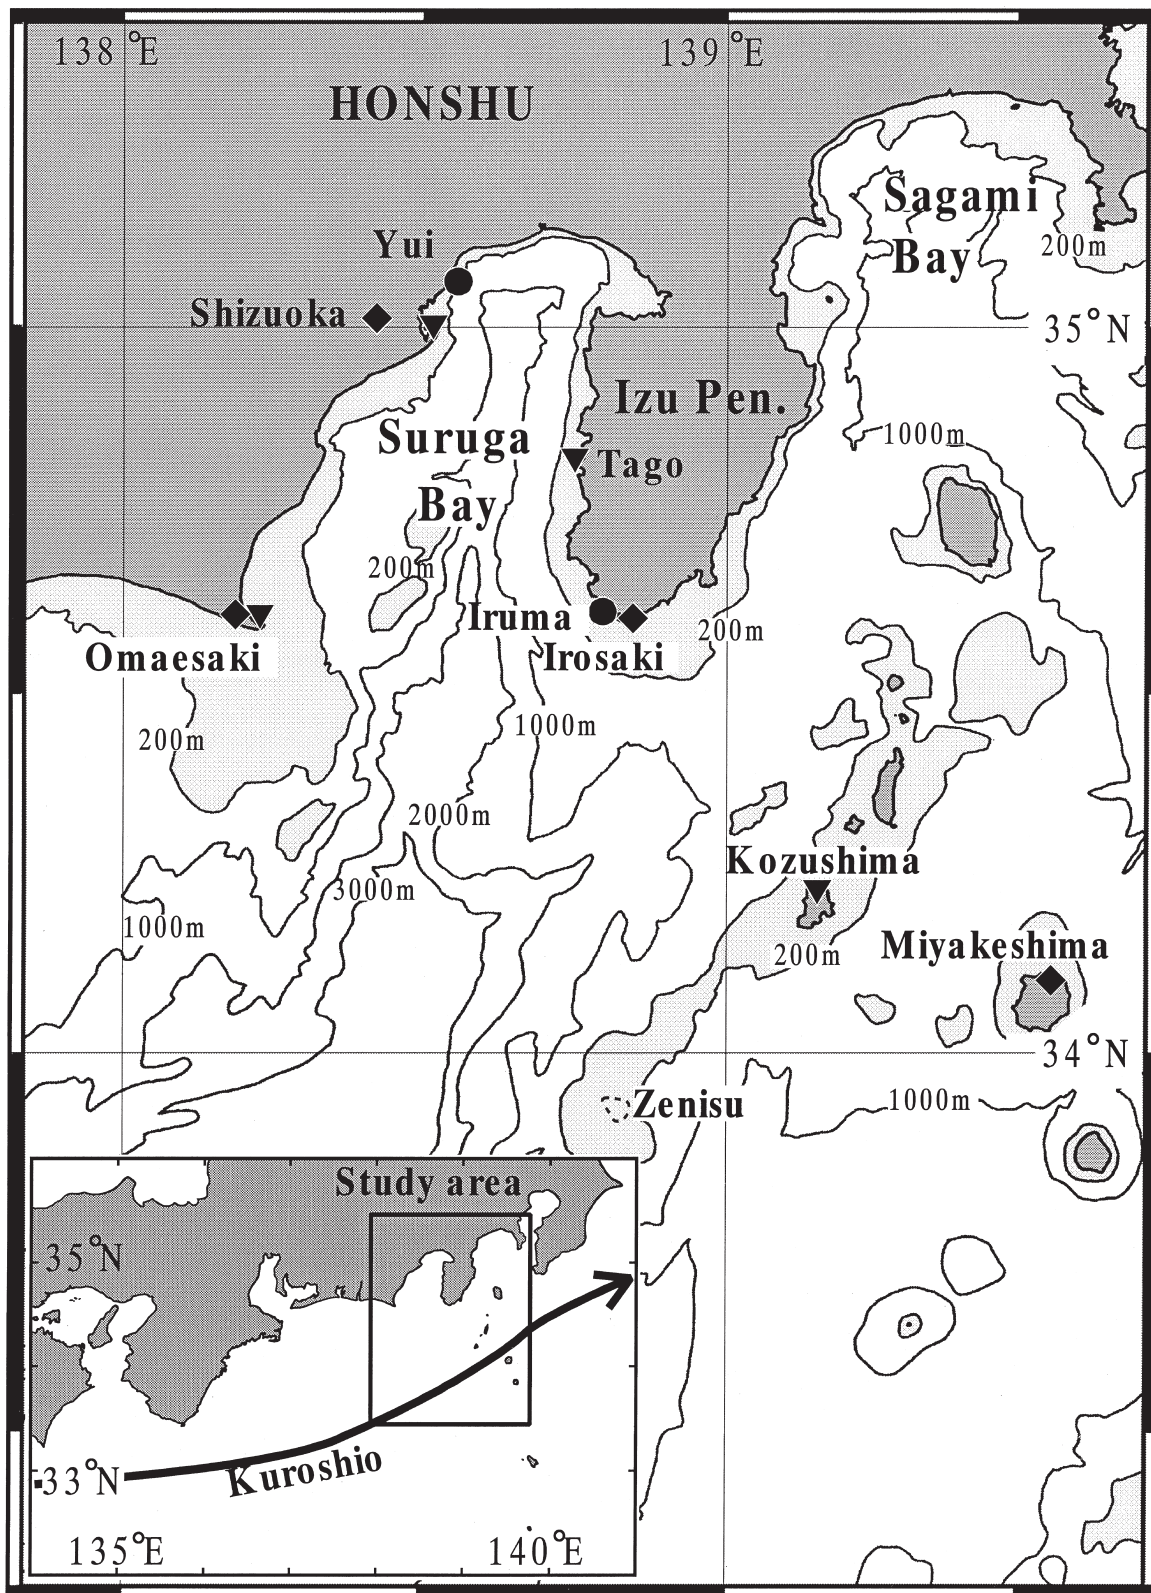 138°E
139°E
HONSHU
Sagami
Bay
200m
Yui
Shizuoka
35°N
Izu Pen.
Suruga
Bay
1000m
Tago
200m
Iruma
Irosaki
200m
Omaesaki
200m
1000m
2000m
Kozushima
3000m
1000m
200m
Miyakeshima
34°N
Zenisu
1000m
Study area
35°N
Kuroshio
33°N
135°E
140°E